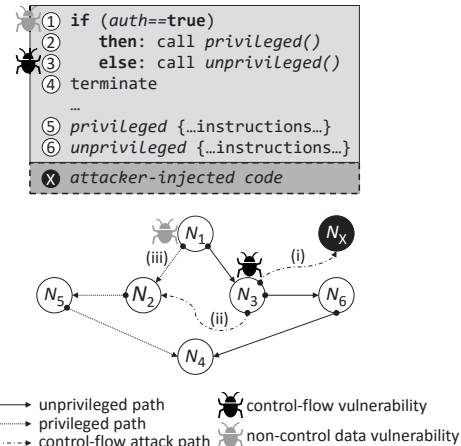 1 if (auth==true)
2 then: call privileged()
3 else: call unprivileged()
4 terminate
…
5 privileged {…instructions…}
6 unprivileged {…instructions…}
X attacker-injected code
N1 NX
(iii) (i)
N5 N2 N3 N6
(ii)
N4
unprivileged path control-flow vulnerability
privileged path
control-flow attack path non-control data vulnerability